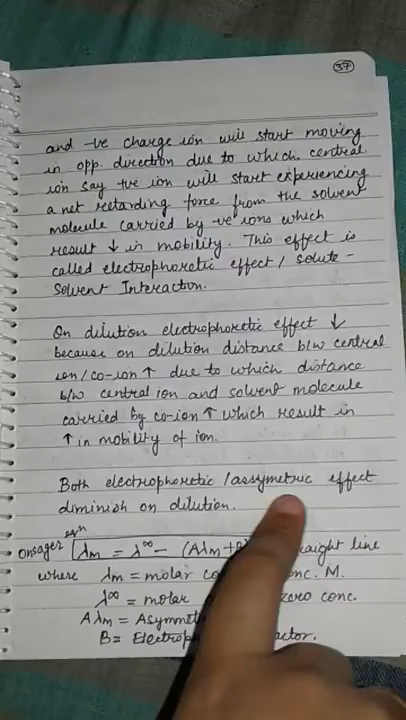 37
and -ve charge ion will start moving
in opp. direction due to which central
ion say +ve ion will start experiencing
a net retarding force from the solvent
molecule carried by -ve ions which
result ↓ in mobility. This effect is
called electrophoretic effect / solute -
Solvent Interaction.
On dilution electrophoretic effect ↓
because on dilution distance b/w central
ion/co-ion ↑ due to which distance
b/w central ion and solvent molecule
carried by co-ion ↑ which result in
↑ in mobility of ion.
Both electrophoretic / assymetric effect
diminish on dilution.
Onsager eqn λm = λ∞ - (Aλm + line
where λm = molar M.
λ∞ = molar zero conc.
Aλm =
B =